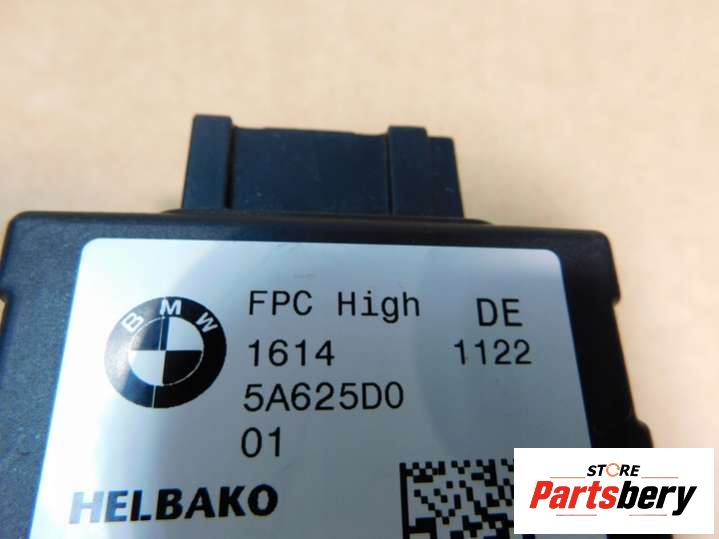 BMW
FPC High DE
1614 1122
5A625D0
01
HELBAKO
STORE
Partsbery